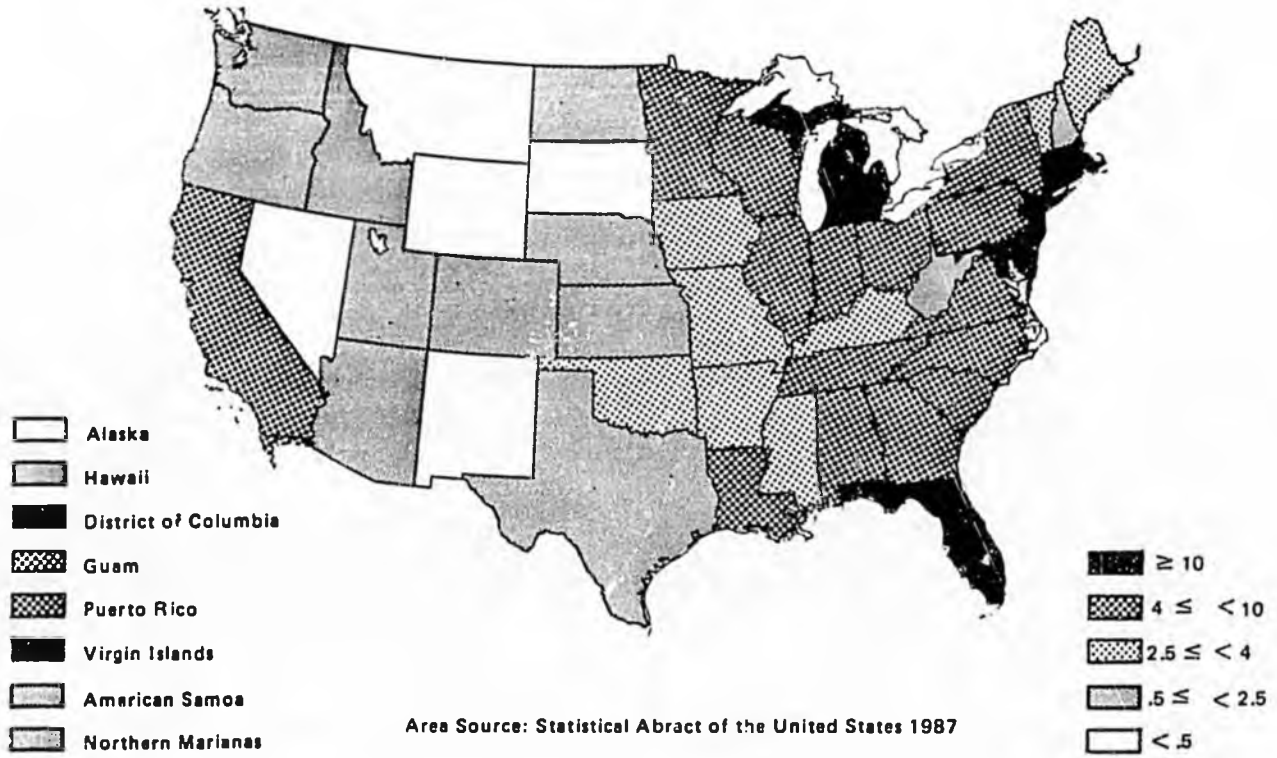 Alaska
Hawaii
District of Columbia
Guam
Puerto Rico
Virgin Islands
American Samoa
Northern Marianas
Area Source: Statistical Abract of the United States 1987
≥ 10
4 ≤ < 10
2.5 ≤ < 4
.5 ≤ < 2.5
< .5